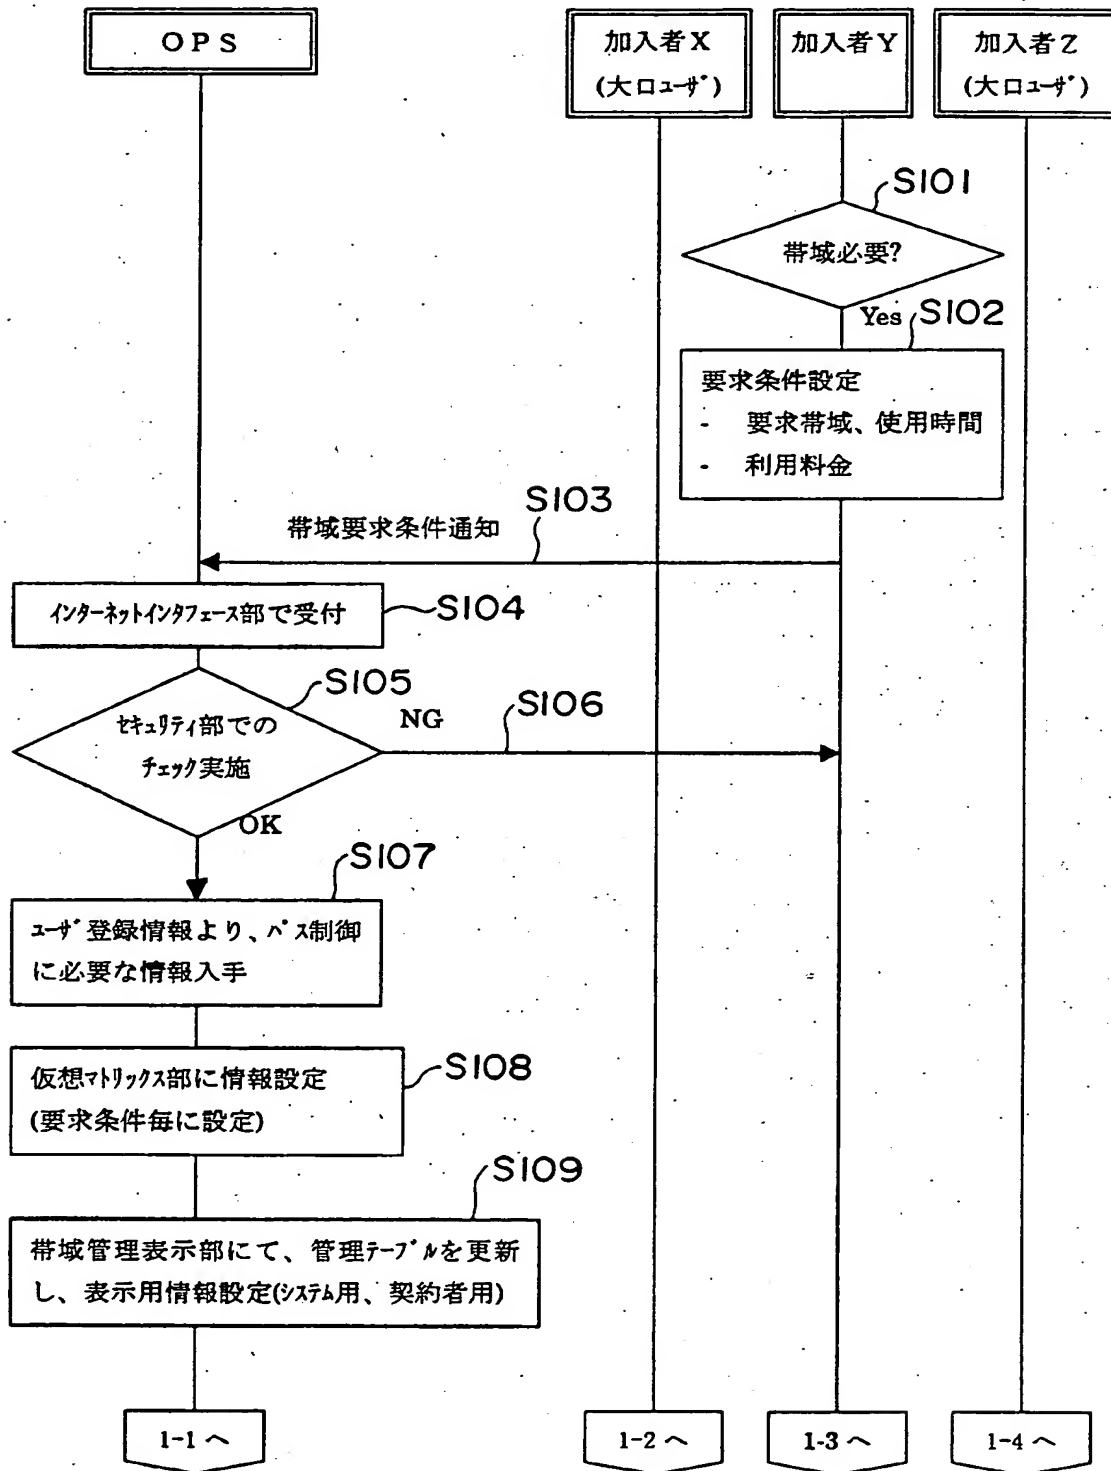 OPS
加入者X
(大口ユーザ)
加入者Y
加入者Z
(大口ユーザ)
S101
帯域必要?
Yes
S102
要求条件設定
- 要求帯域、使用時間
- 利用料金
S103
帯域要求条件通知
インターネットインタフェース部で受付
S104
S105
セキュリティ部での
チェック実施
NG
S106
OK
S107
ユーザ登録情報より、パス制御
に必要な情報入手
仮想マトリックス部に情報設定
(要求条件毎に設定)
S108
S109
帯域管理表示部にて、管理テーブルを更新
し、表示用情報設定(システム用、契約者用)
1-1へ
1-2へ
1-3へ
1-4へ